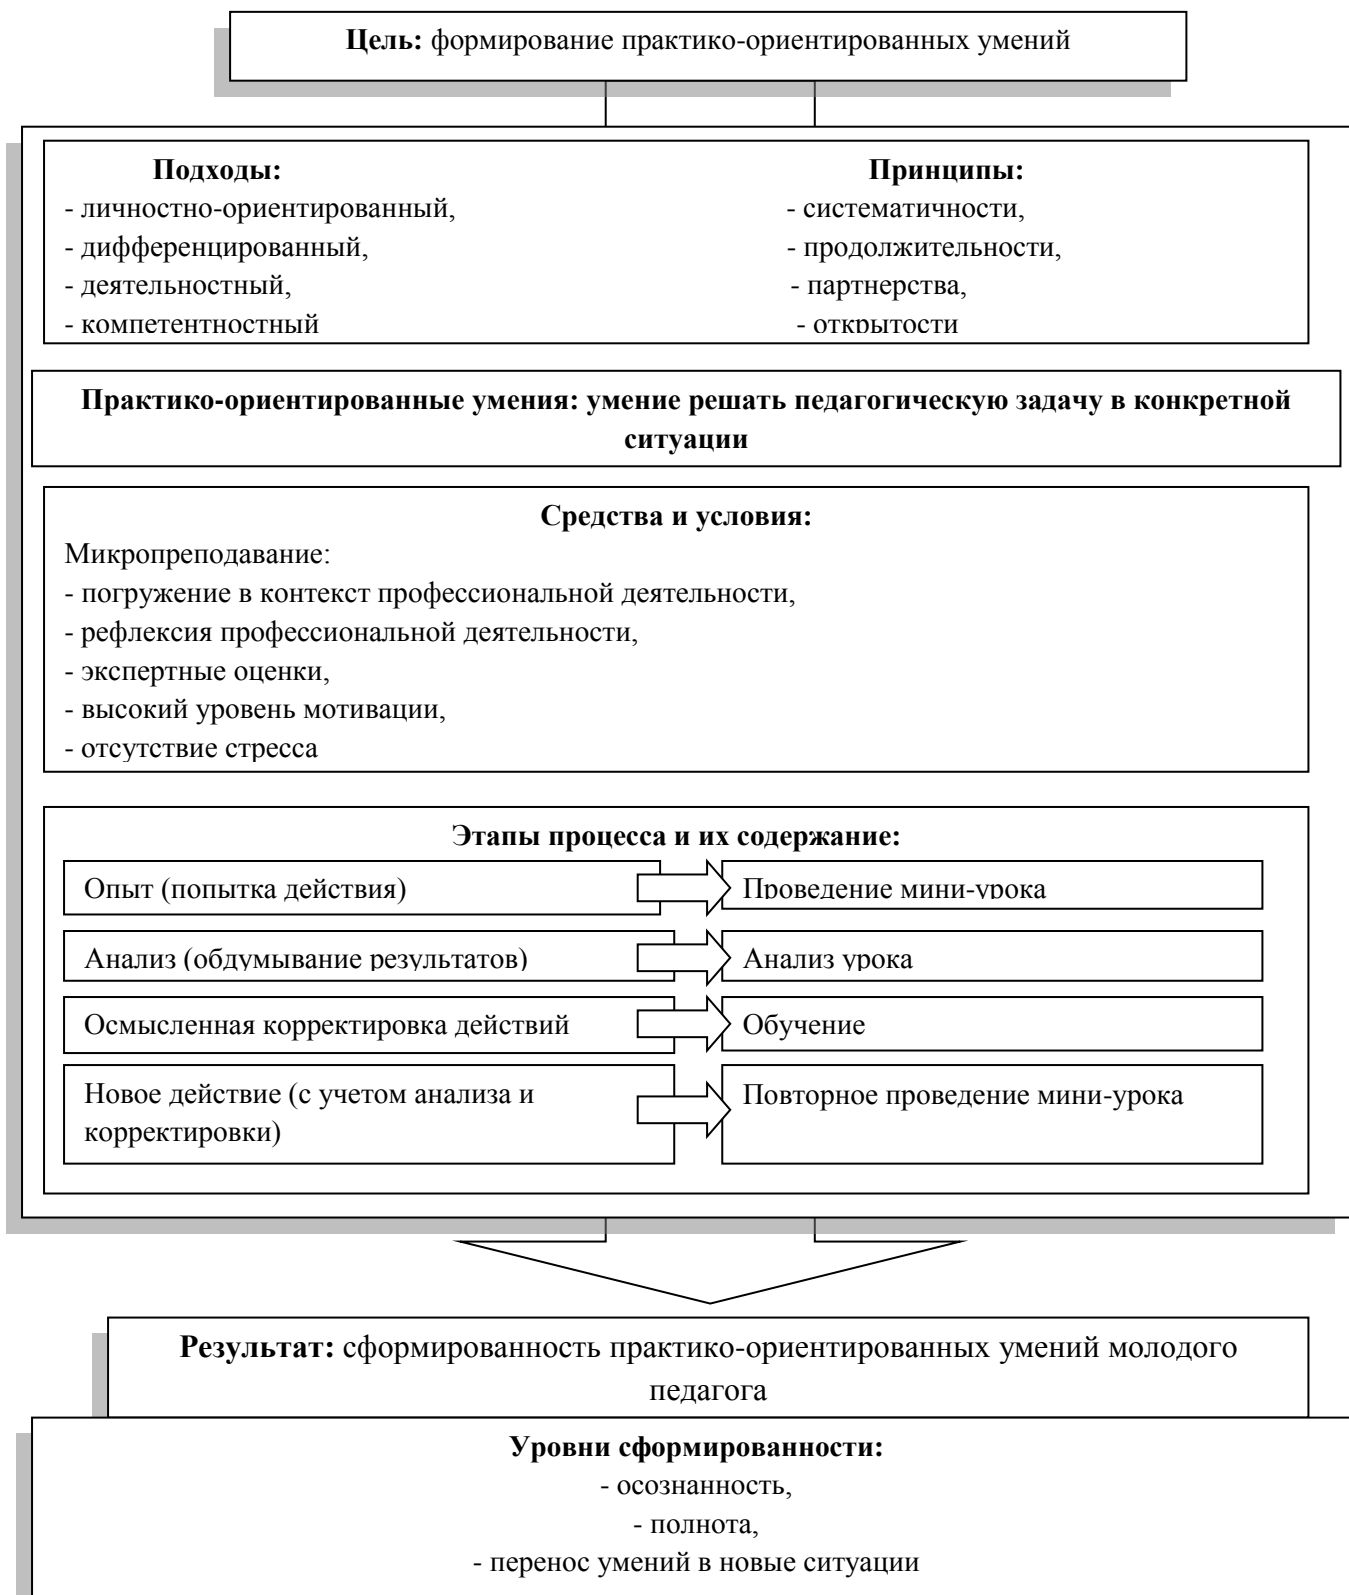 Цель: формирование практико-ориентированных умений
Подходы:
- личностно-ориентированный,
- дифференцированный,
- деятельностный,
- компетентностный
Принципы:
- систематичности,
- продолжительности,
- партнерства,
- открытости
Практико-ориентированные умения: умение решать педагогическую задачу в конкретной
ситуации
Средства и условия:
Микропреподавание:
- погружение в контекст профессиональной деятельности,
- рефлексия профессиональной деятельности,
- экспертные оценки,
- высокий уровень мотивации,
- отсутствие стресса
Этапы процесса и их содержание:
Опыт (попытка действия)
Проведение мини-урока
Анализ (обдумывание результатов)
Анализ урока
Осмысленная корректировка действий
Обучение
Новое действие (с учетом анализа и
корректировки)
Повторное проведение мини-урока
Результат: сформированность практико-ориентированных умений молодого
педагога
Уровни сформированности:
- осознанность,
- полнота,
- перенос умений в новые ситуации